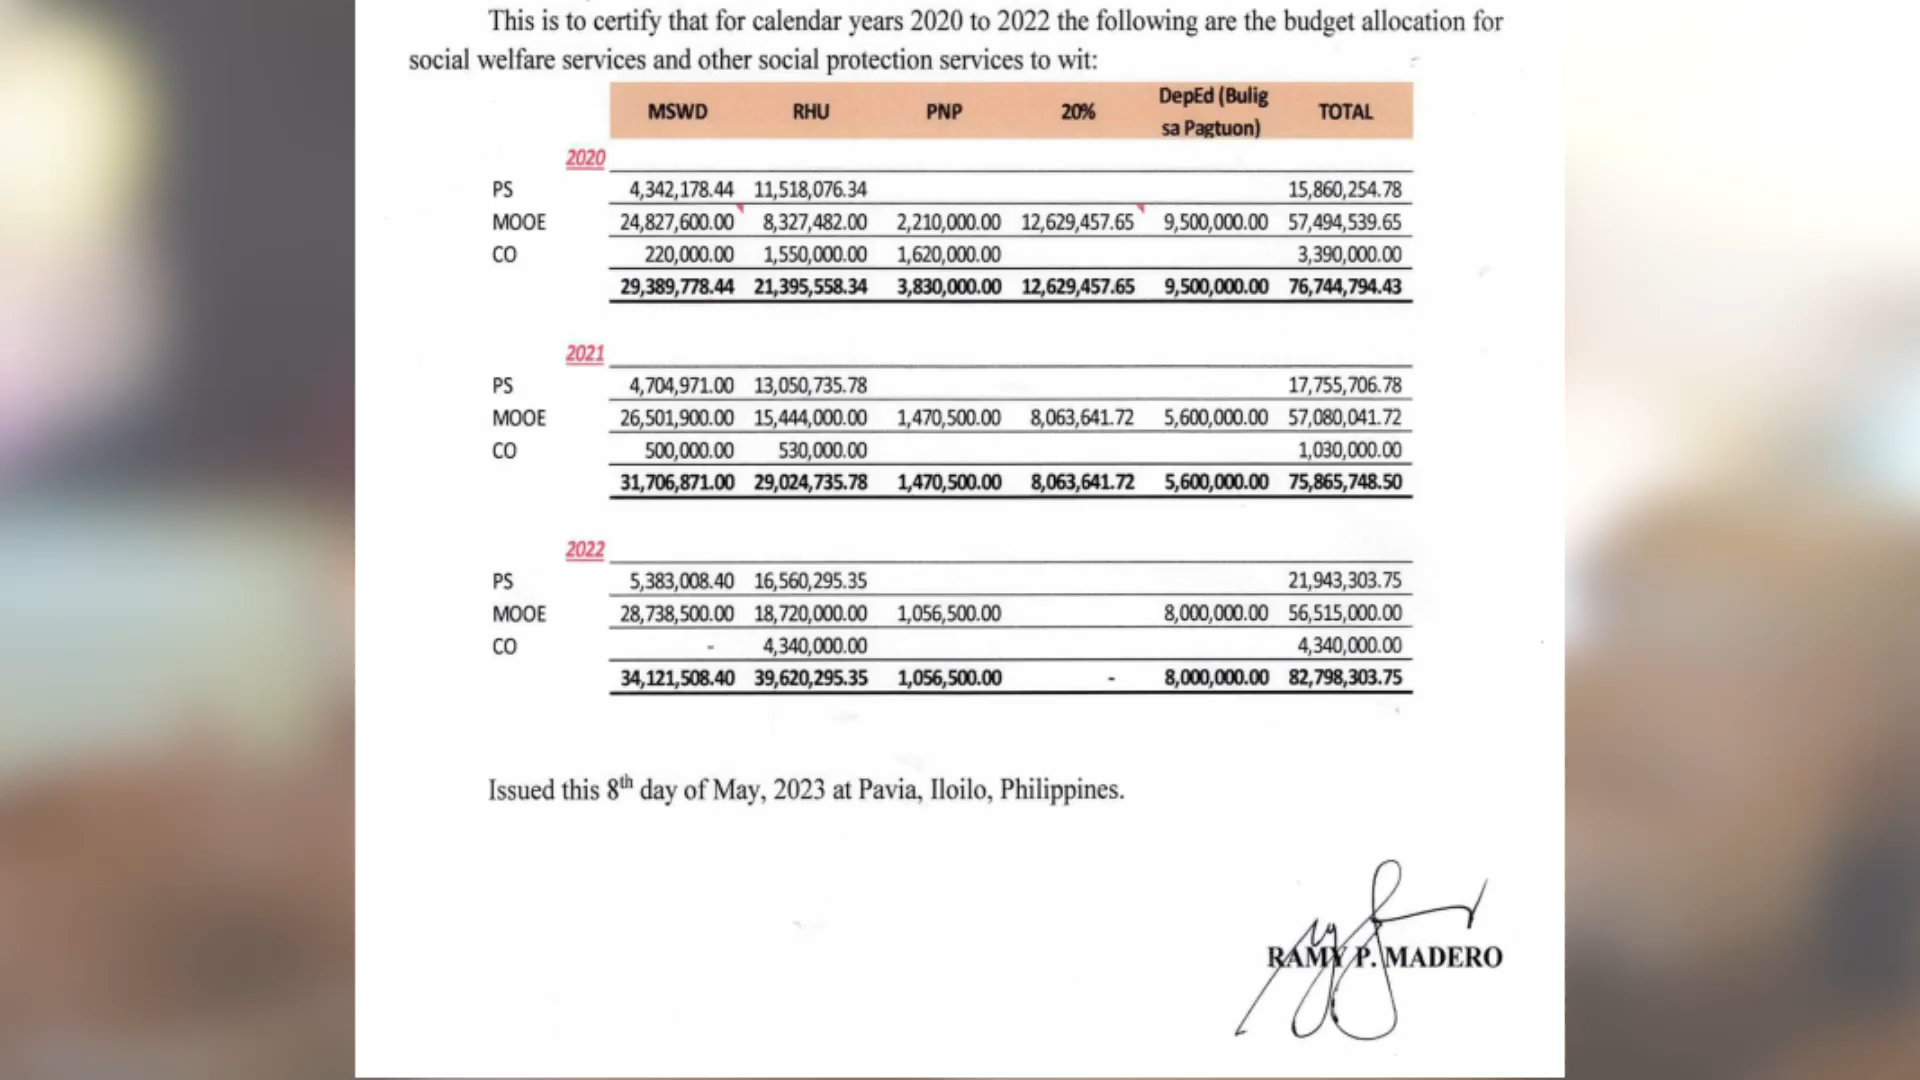 This is to certify that for calendar years 2020 to 2022 the following are the budget allocation for
social welfare services and other social protection services to wit:
MSWD RHU PNP 20% DepEd (Bulig sa Pagtuon) TOTAL
2020
PS 4,342,178.44 11,518,076.34 15,860,254.78
MOOE 24,827,600.00 8,327,482.00 2,210,000.00 12,629,457.65 9,500,000.00 57,494,539.65
CO 220,000.00 1,550,000.00 1,620,000.00 3,390,000.00
29,389,778.44 21,395,558.34 3,830,000.00 12,629,457.65 9,500,000.00 76,744,794.43
2021
PS 4,704,971.00 13,050,735.78 17,755,706.78
MOOE 26,501,900.00 15,444,000.00 1,470,500.00 8,063,641.72 5,600,000.00 57,080,041.72
CO 500,000.00 530,000.00 1,030,000.00
31,706,871.00 29,024,735.78 1,470,500.00 8,063,641.72 5,600,000.00 75,865,748.50
2022
PS 5,383,008.40 16,560,295.35 21,943,303.75
MOOE 28,738,500.00 18,720,000.00 1,056,500.00 8,000,000.00 56,515,000.00
CO - 4,340,000.00 4,340,000.00
34,121,508.40 39,620,295.35 1,056,500.00 - 8,000,000.00 82,798,303.75
Issued this 8th day of May, 2023 at Pavia, Iloilo, Philippines.
RAMY P. MADERO